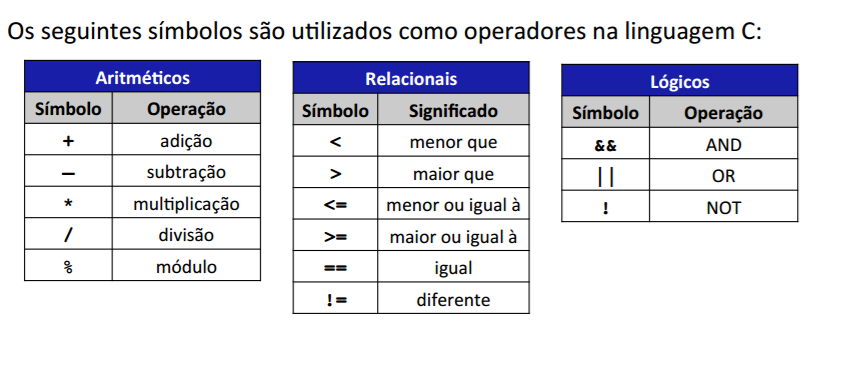 Os seguintes símbolos são utilizados como operadores na linguagem C:
Aritméticos
Símbolo Operação
+ adição
– subtração
* multiplicação
/ divisão
% módulo
Relacionais
Símbolo Significado
< menor que
> maior que
<= menor ou igual à
>= maior ou igual à
== igual
!= diferente
Lógicos
Símbolo Operação
&& AND
|| OR
! NOT